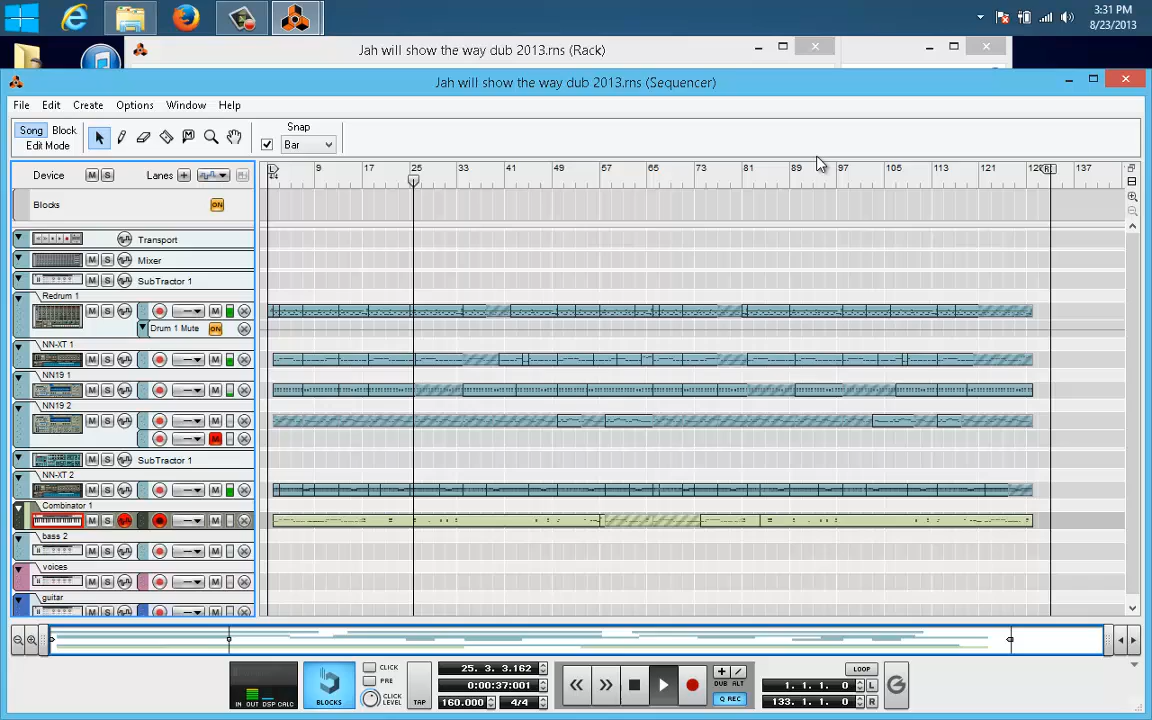 3:31 PM
8/23/2013
Jah will show the way dub 2013.rns (Rack)
Jah will show the way dub 2013.rns (Sequencer)
File Edit Create Options Window Help
Song Block
Edit Mode
Snap
Bar
Device M S Lanes
9 17 25 33 41 49 57 65 73 81 89 97 105 113 121 137
L
4/4
Blocks ON
Transport
M S Mixer
M S SubTractor 1
Redrum 1
M S M
Drum 1 Mute ON
NN-XT 1
M S M
NN19 1
M S M
NN19 2
M S M
M
M S SubTractor 1
NN-XT 2
M S M
Combinator 1
M S M
bass 2
M S M
voices
M S M
guitar
M S M
IN OUT DSP CALC
BLOCKS
CLICK
PRE
CLICK
LEVEL
TAP
25. 3. 3.162
0:00:37:001
160.000 4/4
DUB ALT
Q REC
LOOP
1. 1. 1. 0 L
133. 1. 1. 0 R